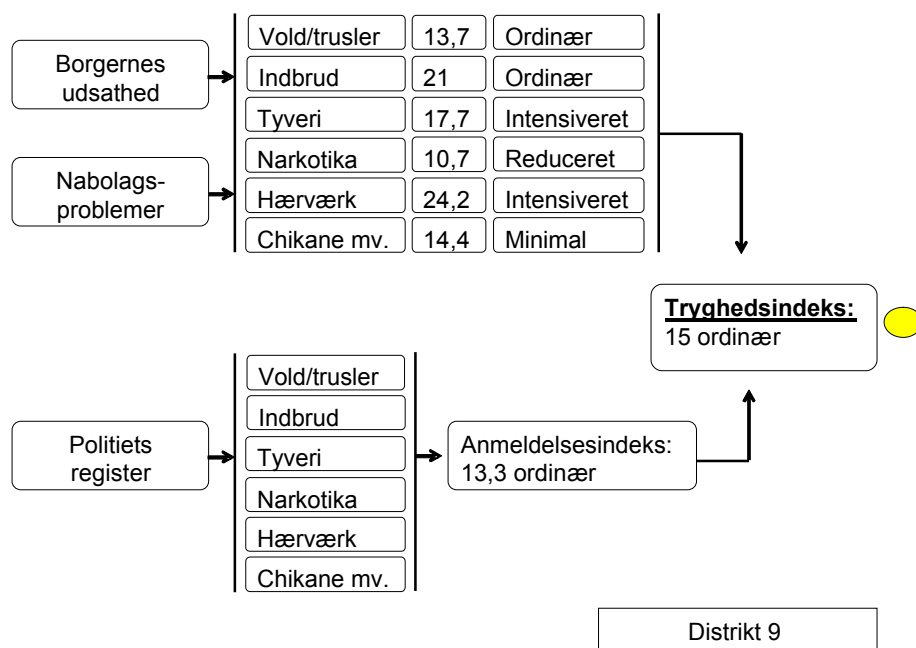 Borgernes
udsathed
Nabolags-
problemer
Vold/trusler 13,7 Ordinær
Indbrud 21 Ordinær
Tyveri 17,7 Intensiveret
Narkotika 10,7 Reduceret
Hærværk 24,2 Intensiveret
Chikane mv. 14,4 Minimal
Tryghedsindeks:
15 ordinær
Politiets
register
Vold/trusler
Indbrud
Tyveri
Narkotika
Hærværk
Chikane mv.
Anmeldelsesindeks:
13,3 ordinær
Distrikt 9